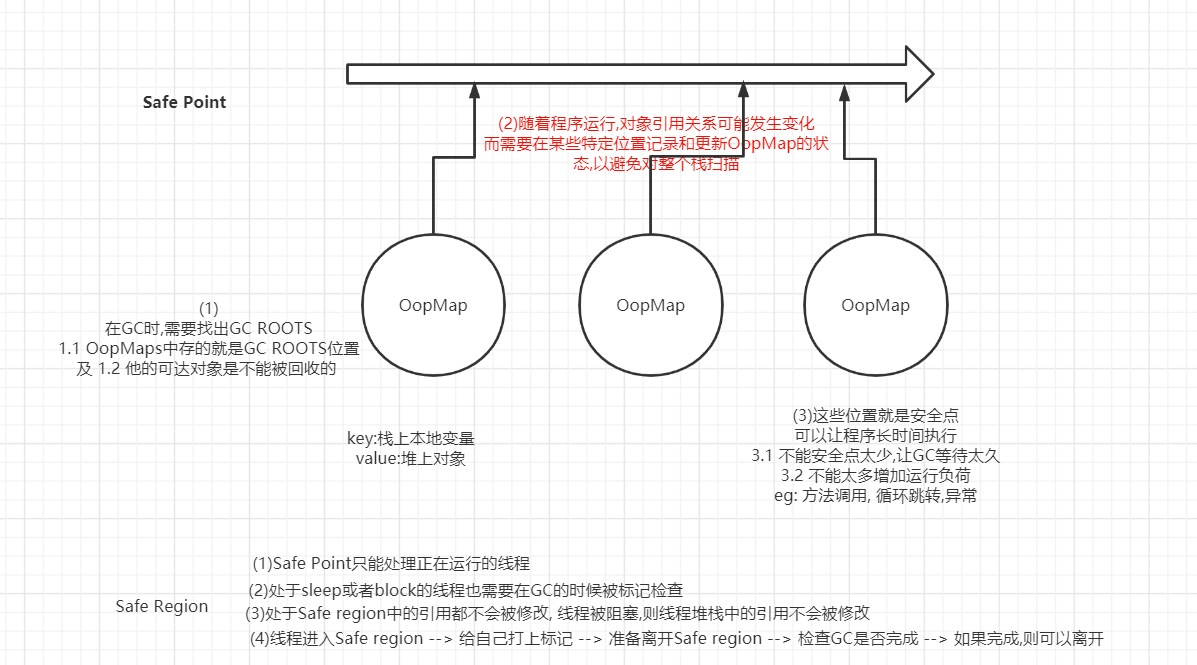 Safe Point
(2)随着程序运行,对象引用关系可能发生变化
而需要在某些特定位置记录和更新OopMap的状
态,以避免对整个栈扫描
OopMap
OopMap
OopMap
(1)
在GC时,需要找出GC ROOTS
1.1 OopMaps中存的就是GC ROOTS位置
及 1.2 他的可达对象是不能被回收的
key:栈上本地变量
value:堆上对象
(3)这些位置就是安全点
可以让程序长时间执行
3.1 不能安全点太少,让GC等待太久
3.2 不能太多增加运行负荷
eg: 方法调用, 循环跳转,异常
Safe Region
(1)Safe Point只能处理正在运行的线程
(2)处于sleep或者block的线程也需要在GC的时候被标记检查
(3)处于Safe region中的引用都不会被修改, 线程被阻塞,则线程堆栈中的引用不会被修改
(4)线程进入Safe region --> 给自己打上标记 --> 准备离开Safe region --> 检查GC是否完成 --> 如果完成,则可以离开